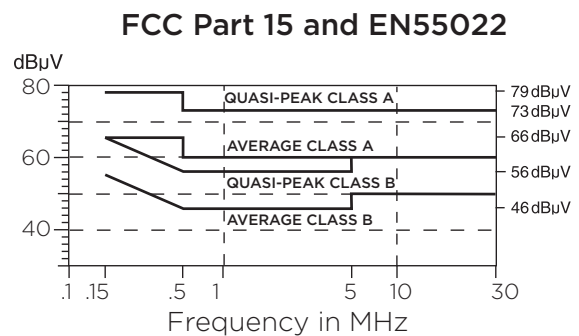 FCC Part 15 and EN55022
dBµV
80
60
40
QUASI-PEAK CLASS A
AVERAGE CLASS A
QUASI-PEAK CLASS B
AVERAGE CLASS B
79dBµV
73dBµV
66dBµV
56dBµV
46dBµV
.1 .15 .5 1 5 10 30
Frequency in MHz